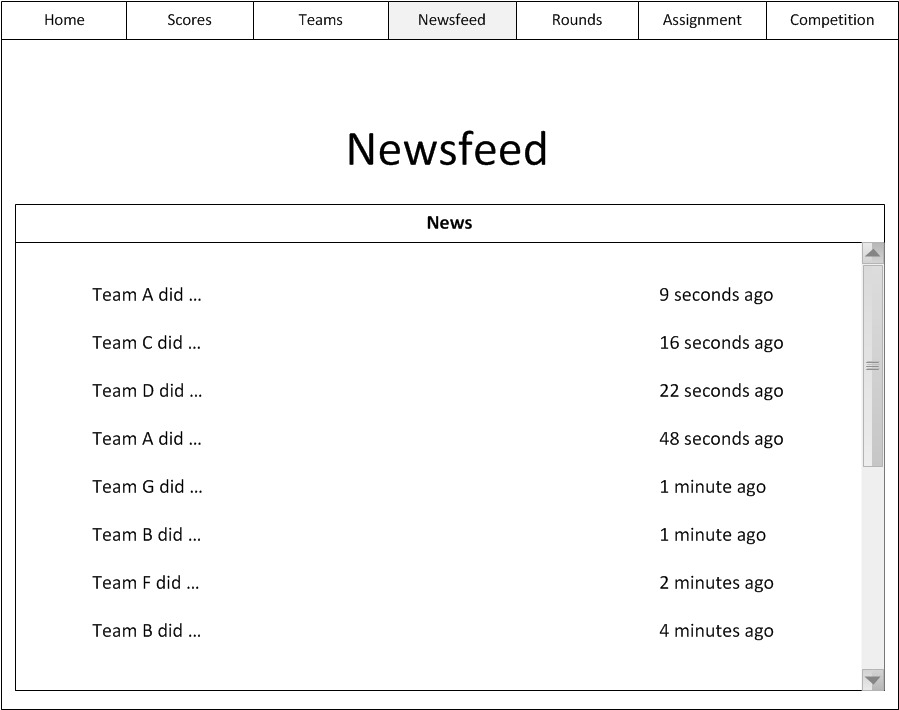 Home Scores Teams Newsfeed Rounds Assignment Competition
Newsfeed
News
Team A did ... 9 seconds ago
Team C did ... 16 seconds ago
Team D did ... 22 seconds ago
Team A did ... 48 seconds ago
Team G did ... 1 minute ago
Team B did ... 1 minute ago
Team F did ... 2 minutes ago
Team B did ... 4 minutes ago